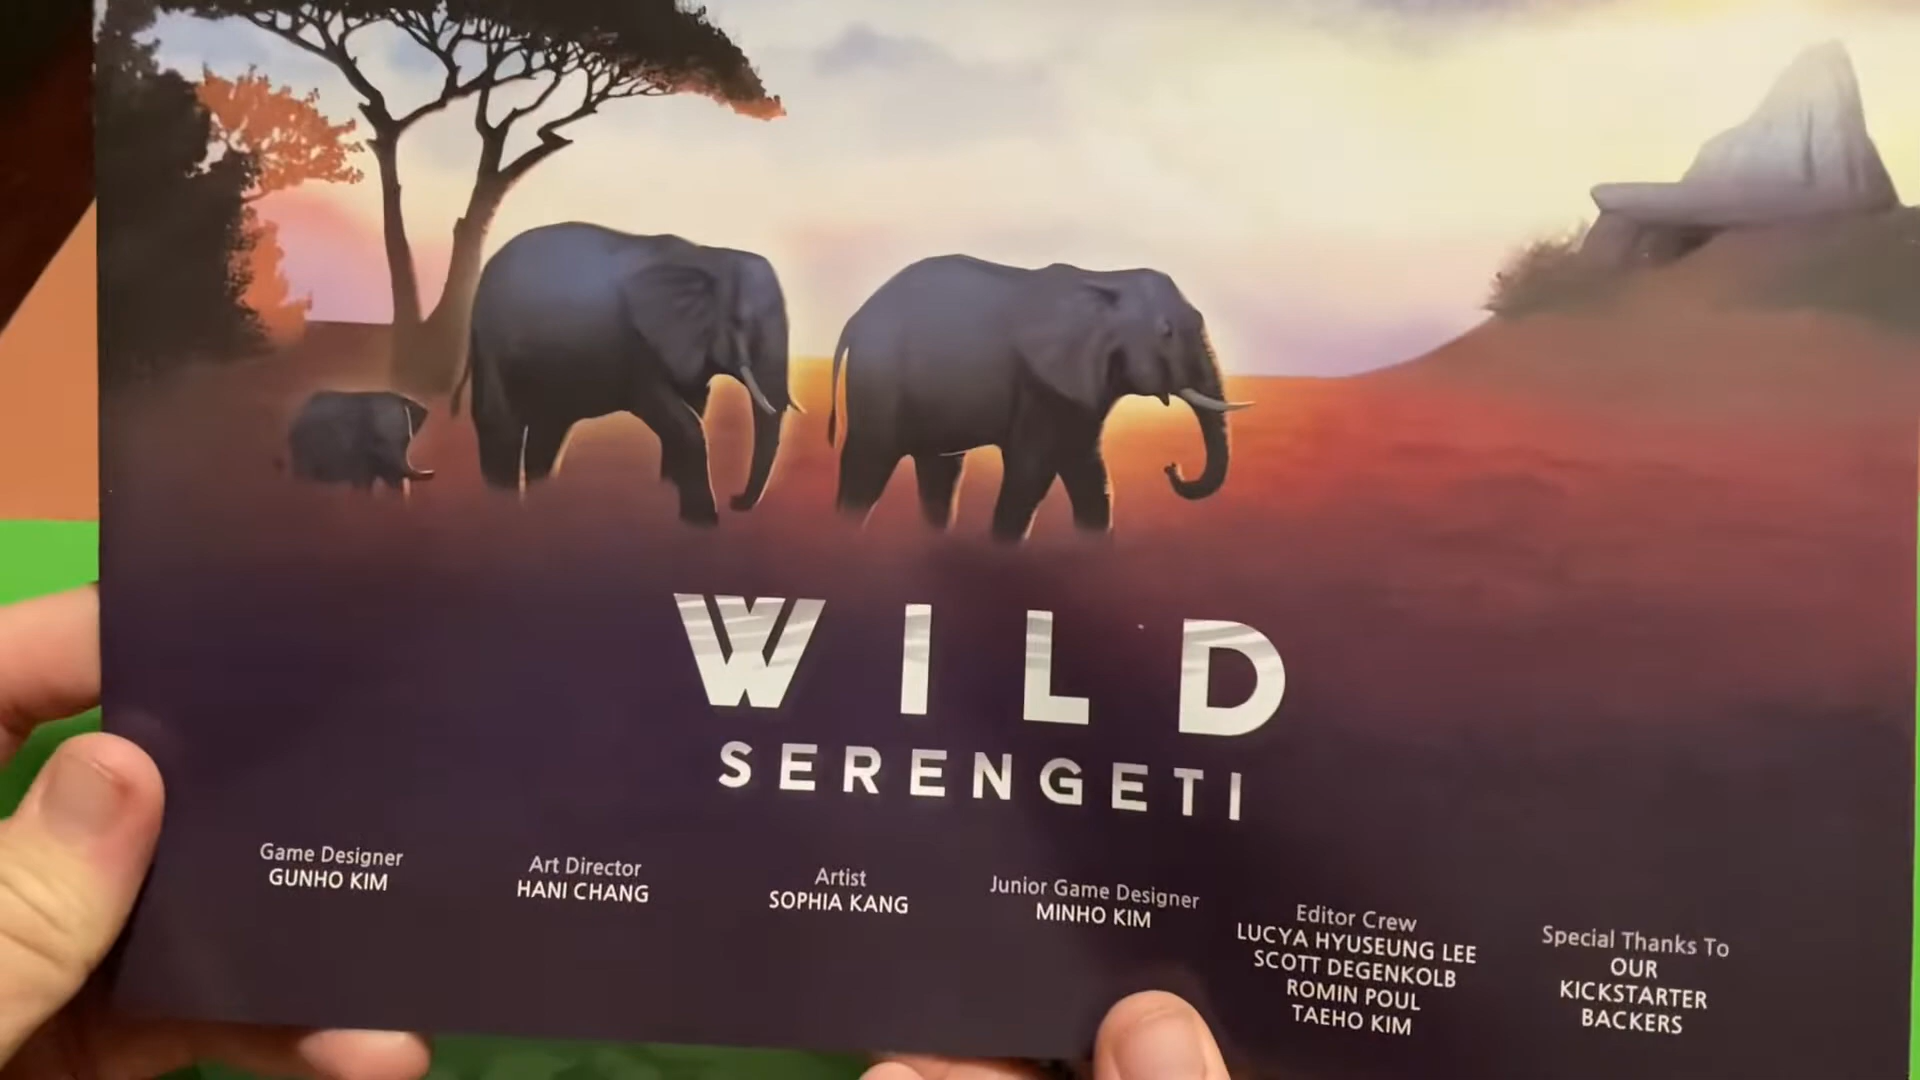 WILD
SERENGETI
Game Designer
GUNHO KIM
Art Director
HANI CHANG
Artist
SOPHIA KANG
Junior Game Designer
MINHO KIM
Editor Crew
LUCYA HYUSEUNG LEE
SCOTT DEGENKOLB
ROMIN POUL
TAEHO KIM
Special Thanks To
OUR
KICKSTARTER
BACKERS